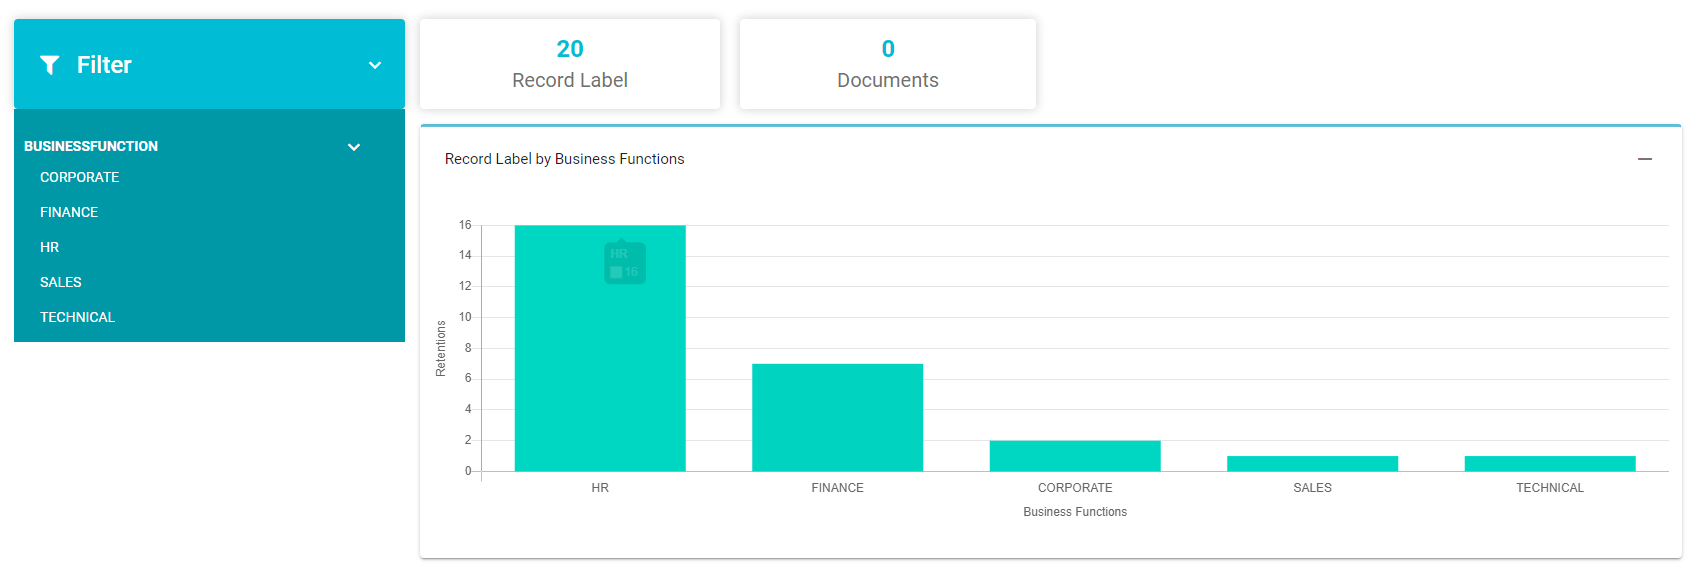 Filter
BUSINESSFUNCTION
CORPORATE
FINANCE
HR
SALES
TECHNICAL
20
Record Label
0
Documents
Record Label by Business Functions
16
14
12
10
8
6
4
2
0
Retentions
HR
16
HR
FINANCE
CORPORATE
SALES
TECHNICAL
Business Functions